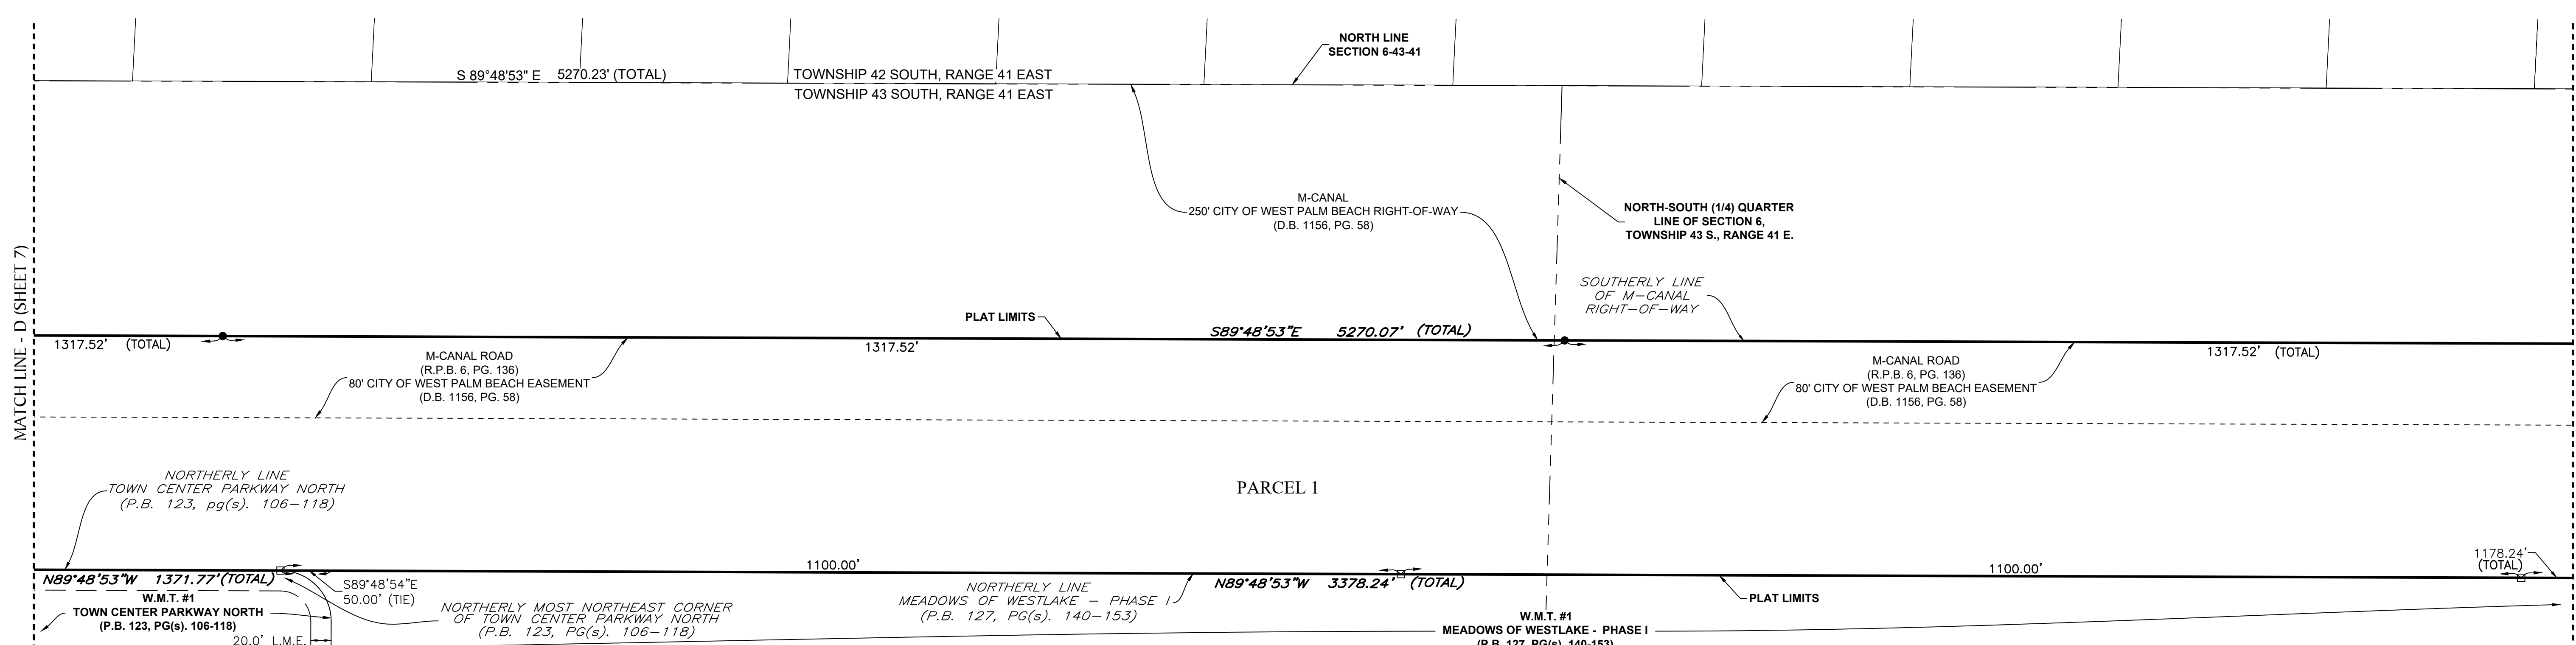 NORTH LINE
SECTION 6-43-41
S 89°48'53" E 5270.23' (TOTAL)
TOWNSHIP 42 SOUTH, RANGE 41 EAST
TOWNSHIP 43 SOUTH, RANGE 41 EAST
MATCH LINE - D (SHEET 7)
M-CANAL
250' CITY OF WEST PALM BEACH RIGHT-OF-WAY
(D.B. 1156, PG. 58)
NORTH-SOUTH (1/4) QUARTER
LINE OF SECTION 6,
TOWNSHIP 43 S., RANGE 41 E.
SOUTHERLY LINE
OF M-CANAL
RIGHT-OF-WAY
PLAT LIMITS
S89°48'53"E 5270.07' (TOTAL)
1317.52' (TOTAL)
1317.52'
1317.52' (TOTAL)
M-CANAL ROAD
(R.P.B. 6, PG. 136)
80' CITY OF WEST PALM BEACH EASEMENT
(D.B. 1156, PG. 58)
M-CANAL ROAD
(R.P.B. 6, PG. 136)
80' CITY OF WEST PALM BEACH EASEMENT
(D.B. 1156, PG. 58)
NORTHERLY LINE
TOWN CENTER PARKWAY NORTH
(P.B. 123, pg(s). 106-118)
PARCEL 1
1100.00'
1100.00'
1178.24'
(TOTAL)
N89°48'53"W 1371.77'(TOTAL)
S89°48'54"E
50.00' (TIE)
N89°48'53"W 3378.24' (TOTAL)
NORTHERLY LINE
MEADOWS OF WESTLAKE - PHASE I
(P.B. 127, PG(s). 140-153)
PLAT LIMITS
W.M.T. #1
TOWN CENTER PARKWAY NORTH
(P.B. 123, PG(s). 106-118)
NORTHERLY MOST NORTHEAST CORNER
OF TOWN CENTER PARKWAY NORTH
(P.B. 123, PG(s). 106-118)
20.0' L.M.E.
W.M.T. #1
MEADOWS OF WESTLAKE - PHASE I
(P.B. 127, PG(s). 140-153)